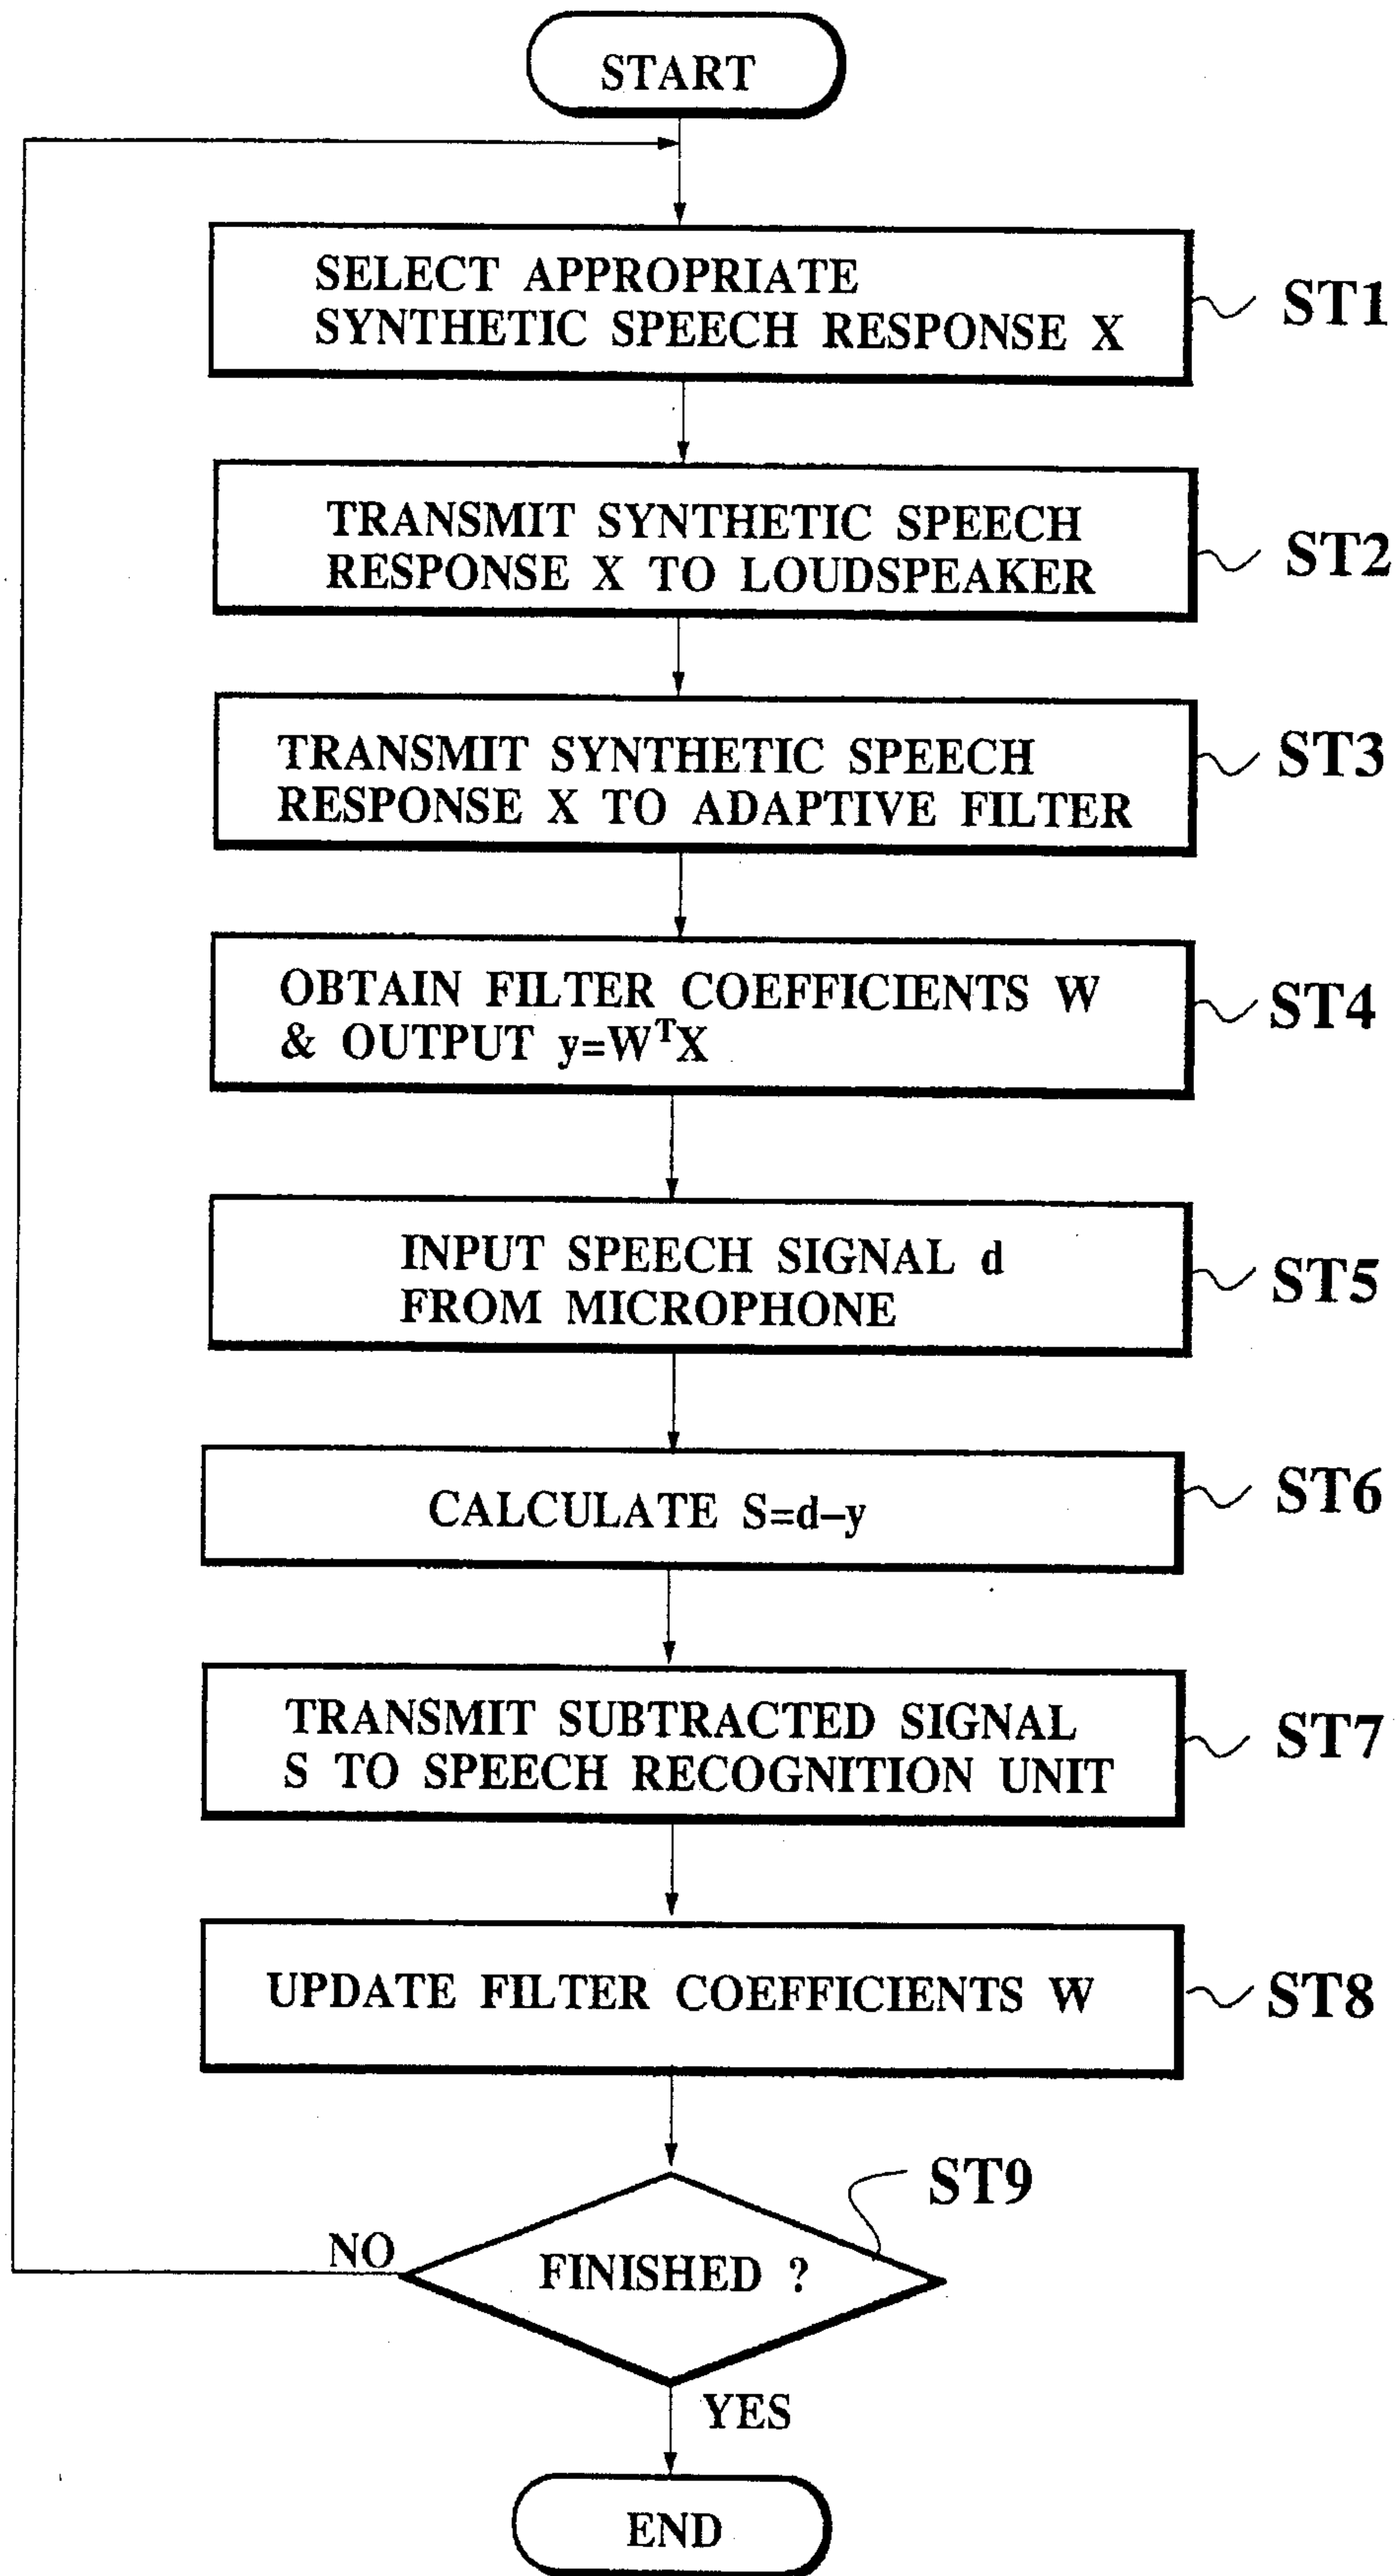 START
SELECT APPROPRIATE
SYNTHETIC SPEECH RESPONSE X
ST1
TRANSMIT SYNTHETIC SPEECH
RESPONSE X TO LOUDSPEAKER
ST2
TRANSMIT SYNTHETIC SPEECH
RESPONSE X TO ADAPTIVE FILTER
ST3
OBTAIN FILTER COEFFICIENTS W
& OUTPUT y=WᵀX
ST4
INPUT SPEECH SIGNAL d
FROM MICROPHONE
ST5
CALCULATE S=d–y
ST6
TRANSMIT SUBTRACTED SIGNAL
S TO SPEECH RECOGNITION UNIT
ST7
UPDATE FILTER COEFFICIENTS W
ST8
ST9
NO
FINISHED ?
YES
END